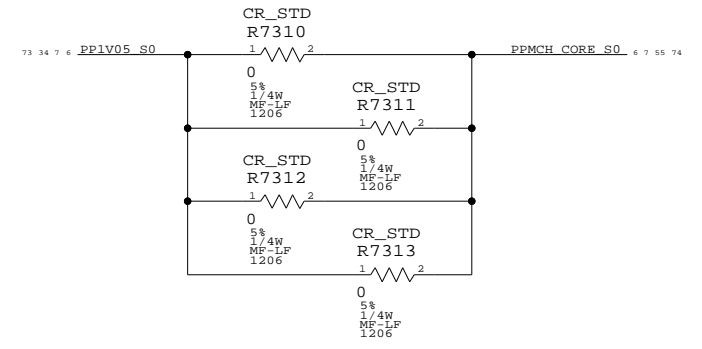 CR_STD
R7310
73 34 7 6 PP1V05_S0
1 2
PPMCH_CORE_S0 6 7 55 74
0
5%
1/4W
MF-LF
1206
CR_STD
R7311
1 2
0
5%
1/4W
MF-LF
1206
CR_STD
R7312
1 2
0
5%
1/4W
MF-LF
1206
CR_STD
R7313
1 2
0
5%
1/4W
MF-LF
1206